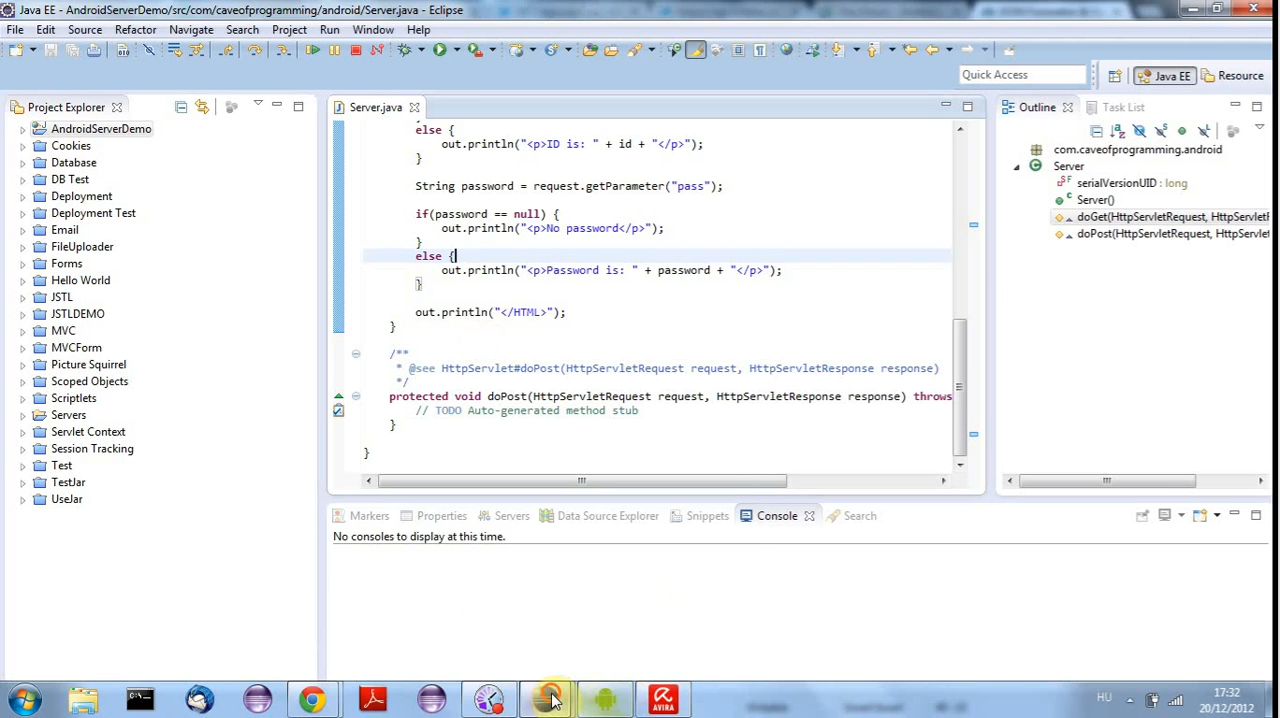 Java EE - AndroidServerDemo/src/com/caveofprogramming/android/Server.java - Eclipse
File Edit Source Refactor Navigate Search Project Run Window Help
Quick Access
Java EE
Resource
Project Explorer
AndroidServerDemo
Cookies
Database
DB Test
Deployment
Deployment Test
Email
FileUploader
Forms
Hello World
JSTL
JSTLDEMO
MVC
MVCForm
Picture Squirrel
Scoped Objects
Scriptlets
Servers
Servlet Context
Session Tracking
Test
TestJar
UseJar
Server.java
}
else {
out.println("<p>ID is: " + id + "</p>");
}
String password = request.getParameter("pass");
if(password == null) {
out.println("<p>No password</p>");
}
else {
out.println("<p>Password is: " + password + "</p>");
}
out.println("</HTML>");
}
/**
* @see HttpServlet#doPost(HttpServletRequest request, HttpServletResponse response)
*/
protected void doPost(HttpServletRequest request, HttpServletResponse response) throws
// TODO Auto-generated method stub
}
}
Outline
Task List
com.caveofprogramming.android
Server
serialVersionUID : long
Server()
doGet(HttpServletRequest, HttpServletR
doPost(HttpServletRequest, HttpServlet
Markers Properties Servers Data Source Explorer Snippets Console Search
No consoles to display at this time.
AVIRA
HU
17:32
20/12/2012